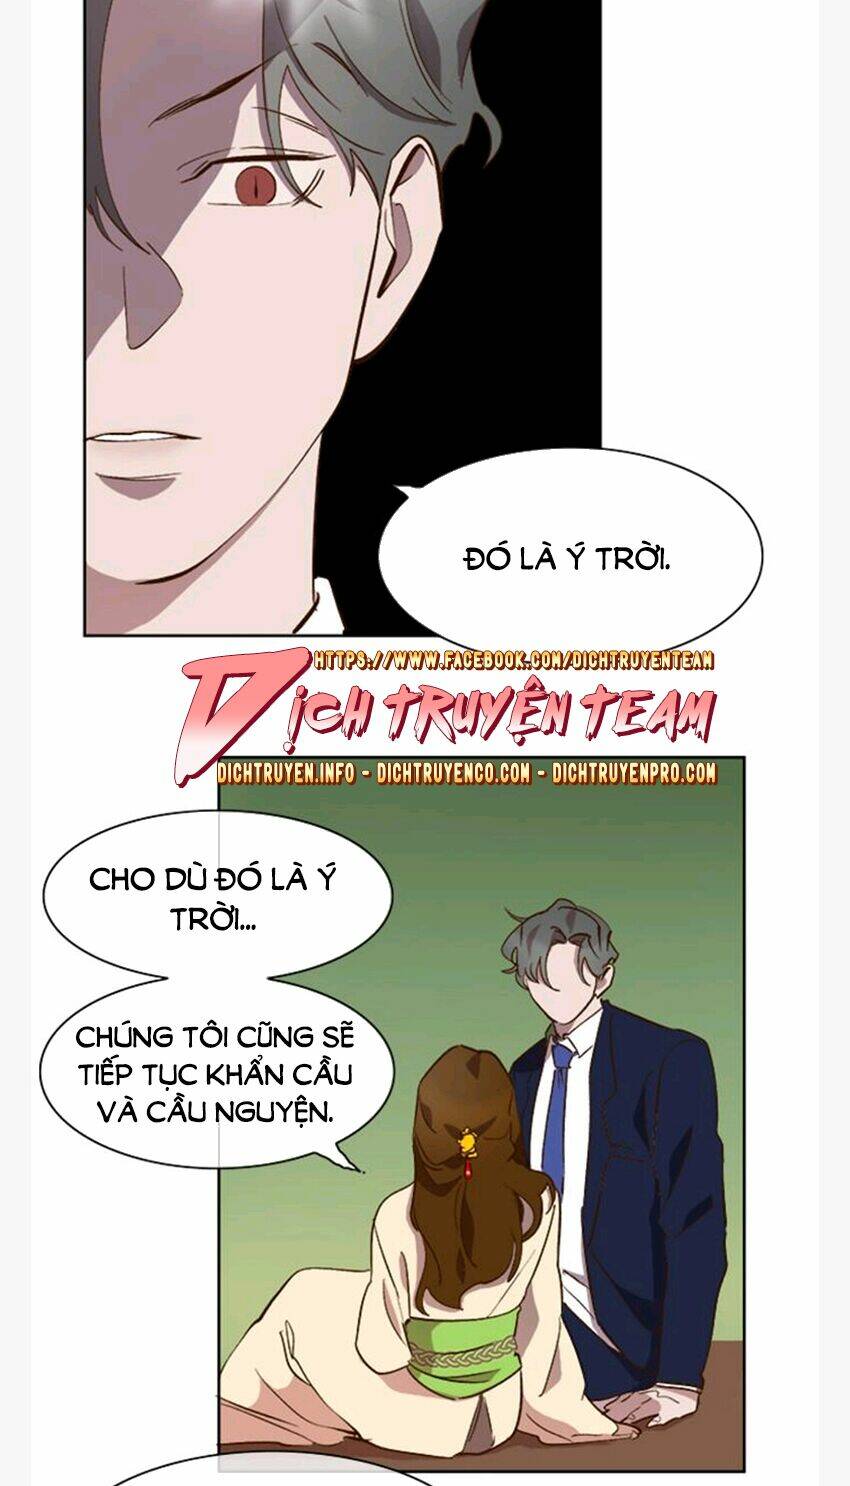 ĐÓ LÀ Ý TRỜI.
HTTPS://WWW.FACEBOOK.COM/DICHTRUYENTEAM
DỊCH TRUYỆN TEAM
DICHTRUYEN.INFO - DICHTRUYENCO.COM - DICHTRUYENPRO.COM
CHO DÙ ĐÓ LÀ Ý
TRỜI...
CHÚNG TÔI CŨNG SẼ
TIẾP TỤC KHẨN CẦU
VÀ CẦU NGUYỆN.